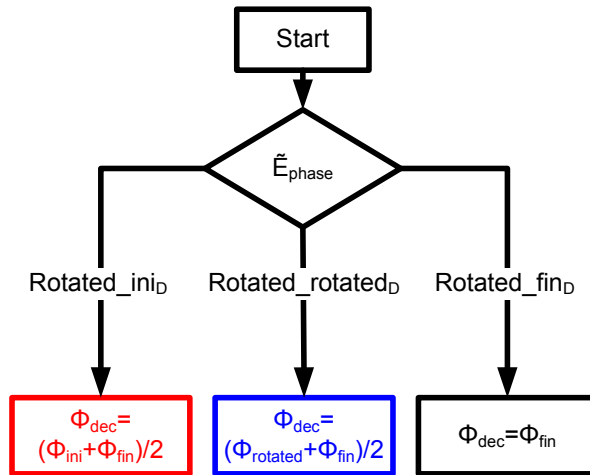 Start
Ẽphase
Rotated_iniD
Rotated_rotatedD
Rotated_finD
Φdec=
(Φini+Φfin)/2
Φdec=
(Φrotated+Φfin)/2
Φdec=Φfin